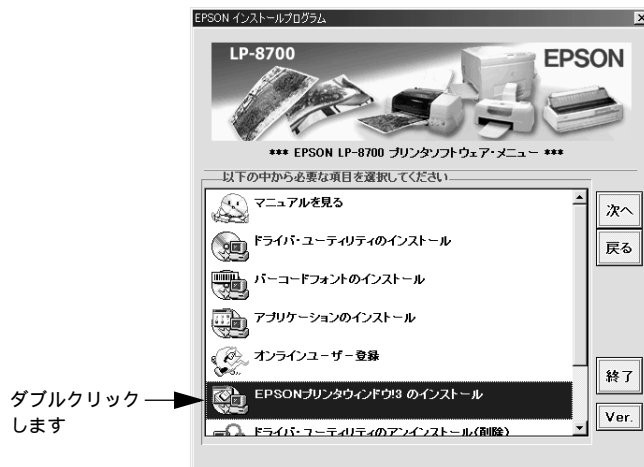 EPSON インストールプログラム
LP-8700
EPSON
*** EPSON LP-8700 プリンタソフトウェア・メニュー ***
以下の中から必要な項目を選択してください
マニュアルを見る
ドライバ・ユーティリティのインストール
バーコードフォントのインストール
アプリケーションのインストール
オンラインユーザー登録
EPSONプリンタウィンドウ!3 のインストール
ドライバ・ユーティリティのアンインストール(削除)
次へ
戻る
終了
Ver.
ダブルクリック
します